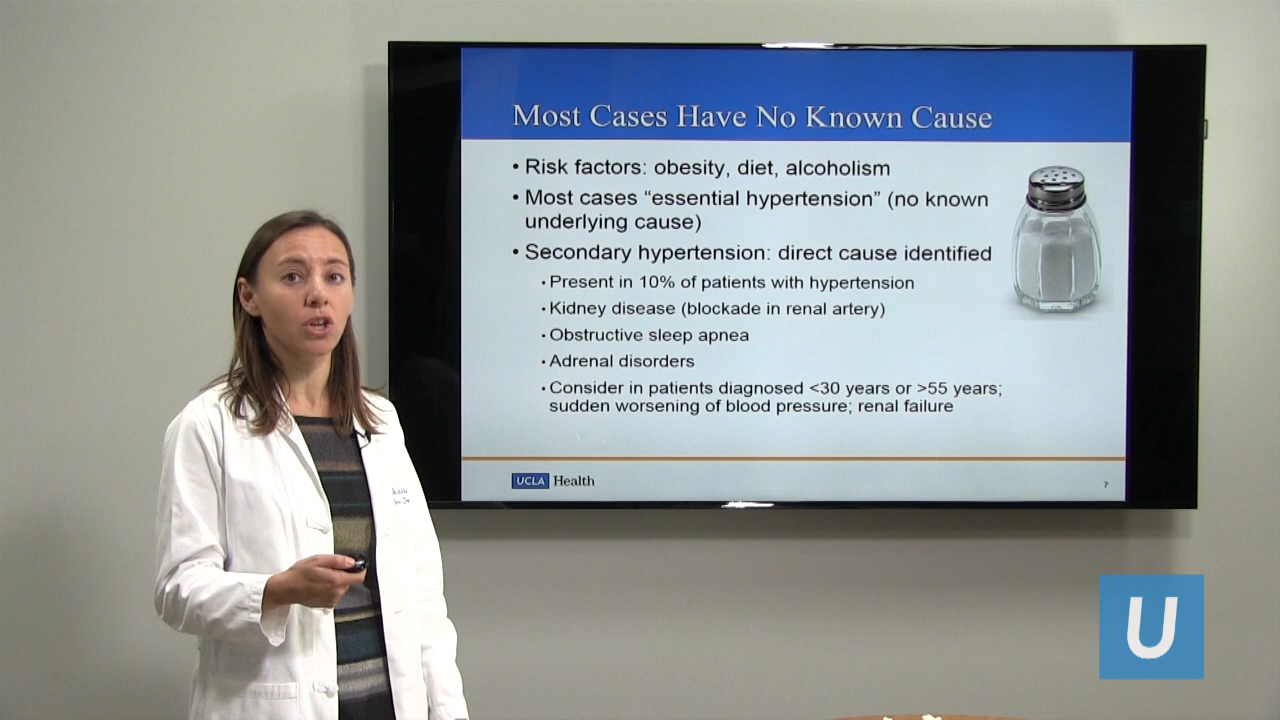 Most Cases Have No Known Cause
• Risk factors: obesity, diet, alcoholism
• Most cases “essential hypertension” (no known
underlying cause)
• Secondary hypertension: direct cause identified
• Present in 10% of patients with hypertension
• Kidney disease (blockade in renal artery)
• Obstructive sleep apnea
• Adrenal disorders
• Consider in patients diagnosed <30 years or >55 years;
sudden worsening of blood pressure; renal failure
UCLA Health
7
U